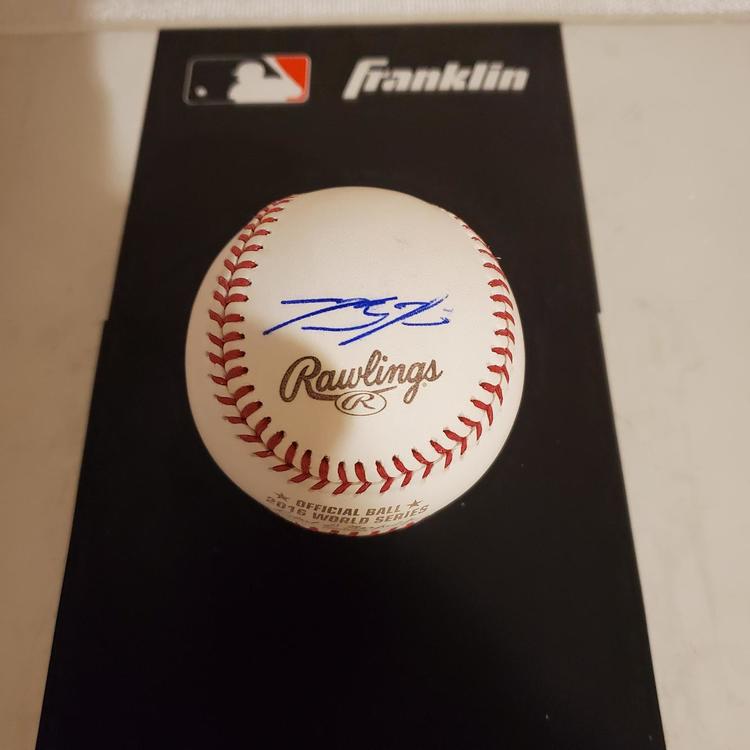 Franklin
Rawlings
R
OFFICIAL BALL
2016 WORLD SERIES